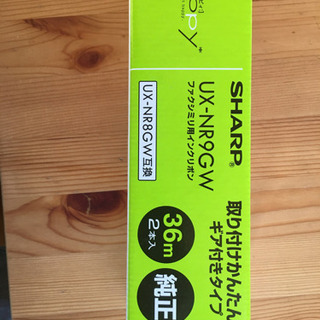 SHARP®
UX-NR9GW
ファクシミリ用インクリボン
UX-NR8GW互換
取り付けかんたん
ギア付きタイプ
36m
2本入
純正